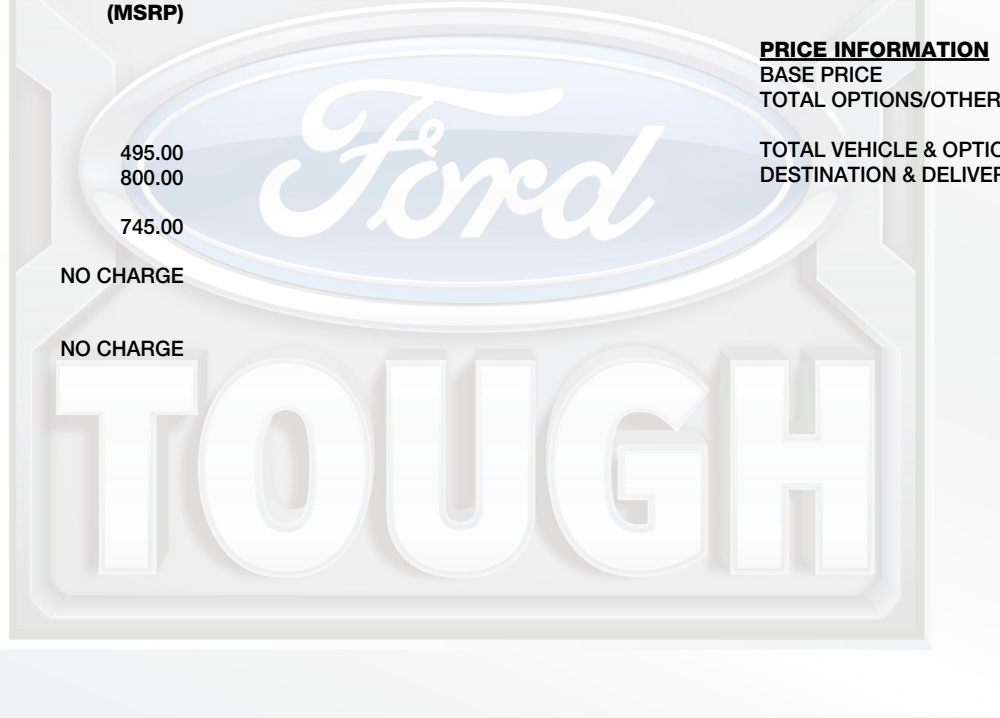 (MSRP)
495.00
800.00
745.00
NO CHARGE
NO CHARGE
PRICE INFORMATION
BASE PRICE
TOTAL OPTIONS/OTHER
TOTAL VEHICLE & OPTIO
DESTINATION & DELIVER
Ford
TOUGH